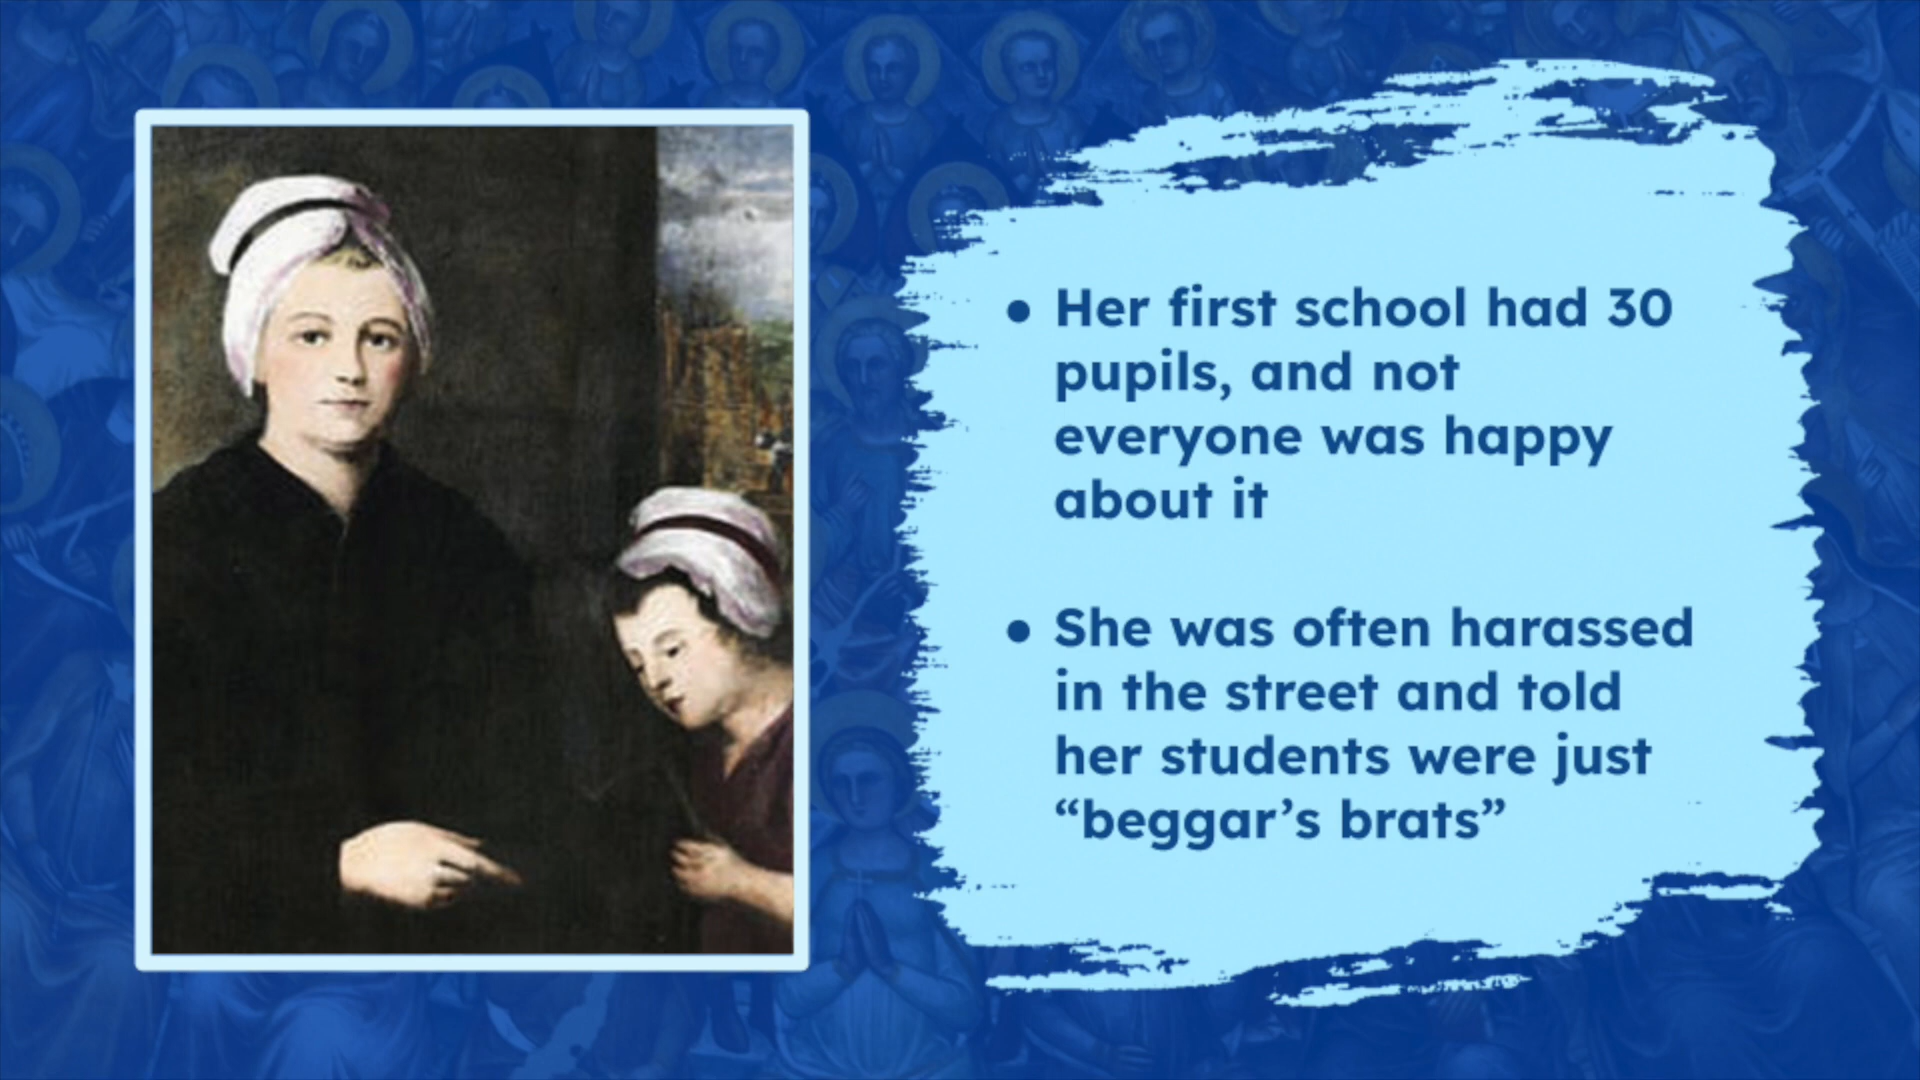 • Her first school had 30
pupils, and not
everyone was happy
about it
• She was often harassed
in the street and told
her students were just
“beggar’s brats”